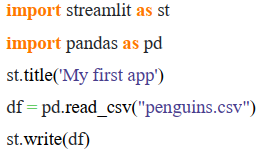 import streamlit as st
import pandas as pd
st.title('My first app')
df = pd.read_csv("penguins.csv")
st.write(df)